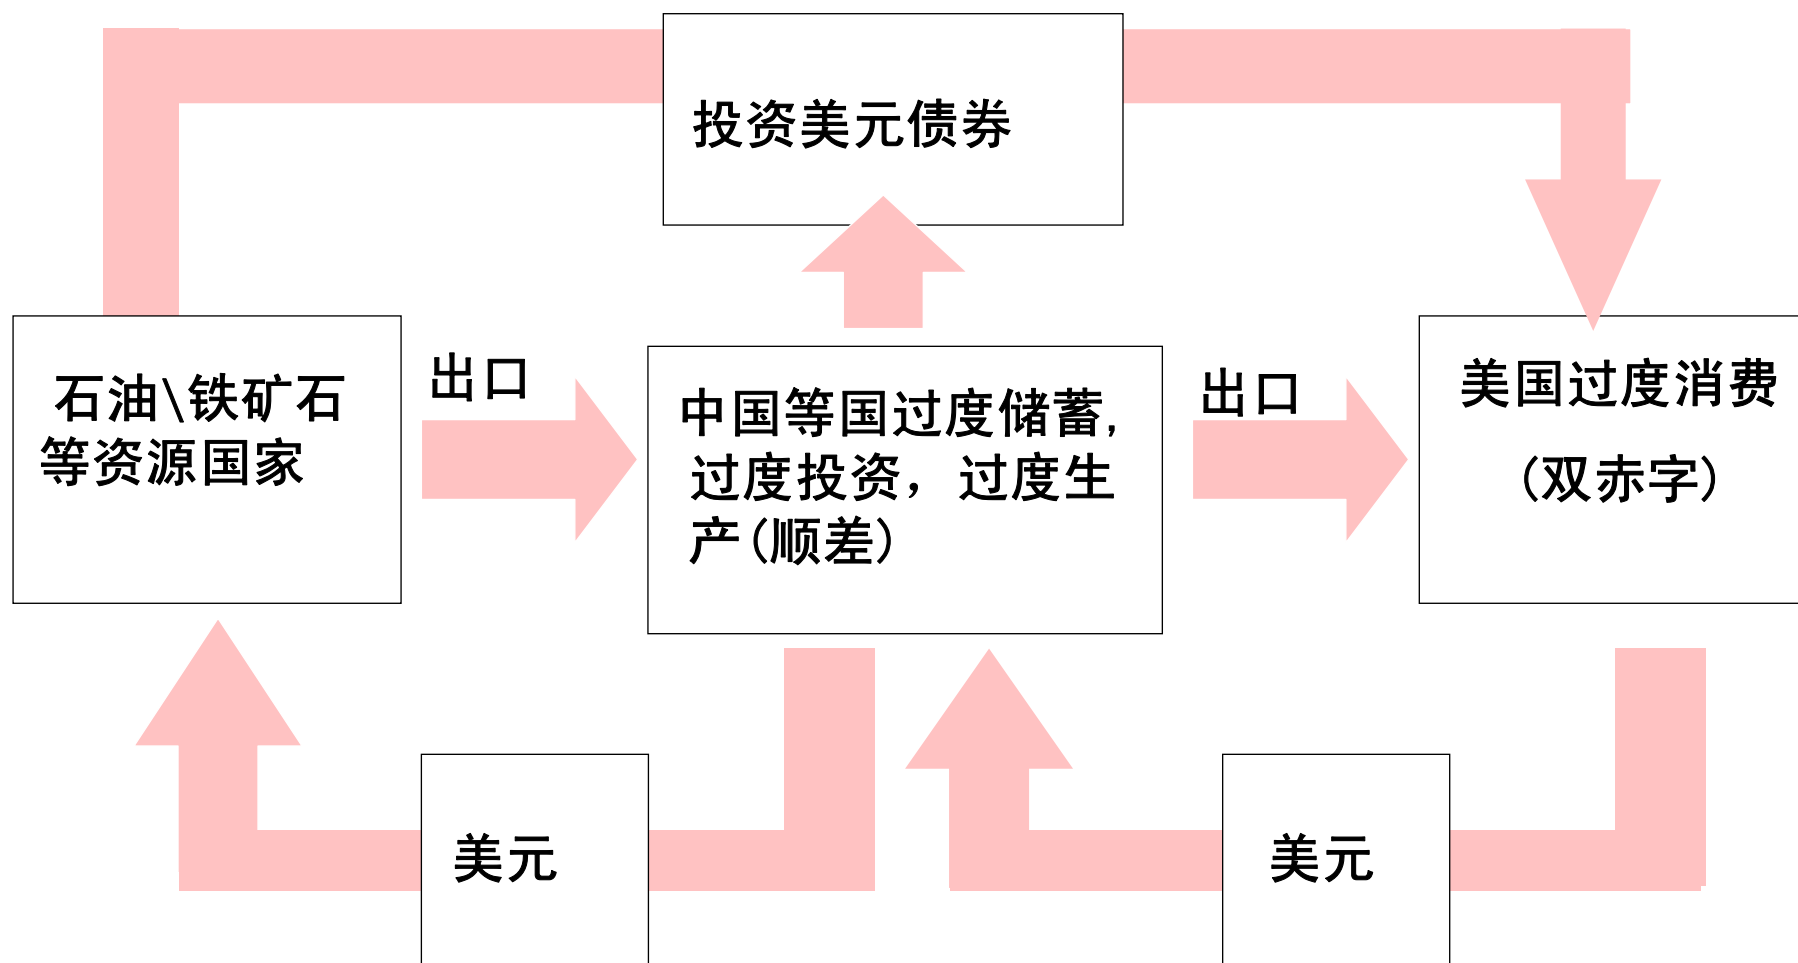 投资美元债券
石油\铁矿石
等资源国家
出口
中国等国过度储蓄,
过度投资，过度生
产(顺差)
出口
美国过度消费
(双赤字)
美元
美元